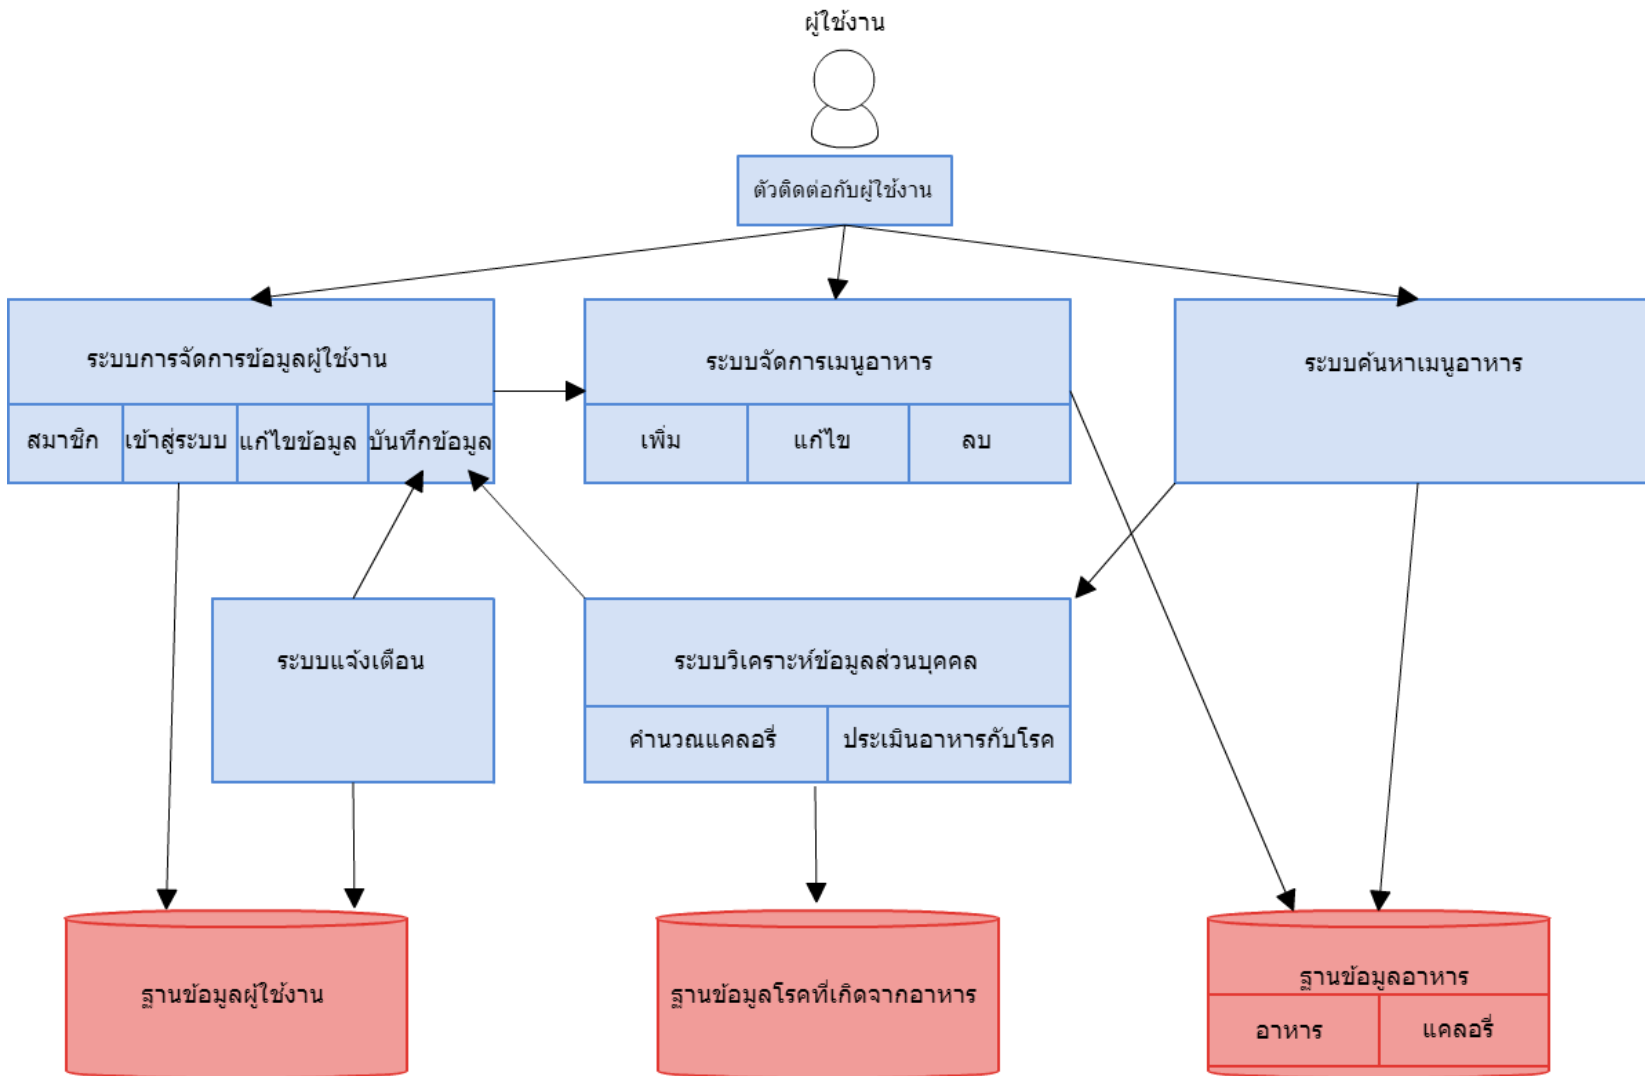 ผู้ใช้งาน
ตัวติดต่อกับผู้ใช้งาน
ระบบการจัดการข้อมูลผู้ใช้งาน
สมาชิก
เข้าสู่ระบบ
แก้ไขข้อมูล
บันทึกข้อมูล
ระบบจัดการเมนูอาหาร
เพิ่ม
แก้ไข
ลบ
ระบบค้นหาเมนูอาหาร
ระบบแจ้งเตือน
ระบบวิเคราะห์ข้อมูลส่วนบุคคล
คำนวณแคลอรี่
ประเมินอาหารกับโรค
ฐานข้อมูลผู้ใช้งาน
ฐานข้อมูลโรคที่เกิดจากอาหาร
ฐานข้อมูลอาหาร
อาหาร
แคลอรี่